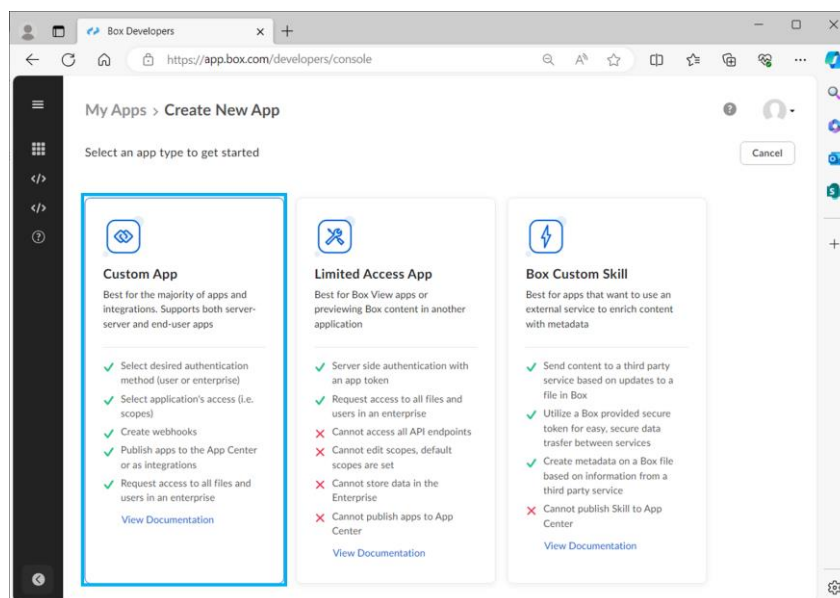 Box Developers
https://app.box.com/developers/console
My Apps > Create New App
Select an app type to get started
Cancel
Custom App
Best for the majority of apps and
integrations. Supports both server-
server and end-user apps
Select desired authentication
method (user or enterprise)
Select application's access (i.e.
scopes)
Create webhooks
Publish apps to the App Center
or as integrations
Request access to all files and
users in an enterprise
View Documentation
Limited Access App
Best for Box View apps or
previewing Box content in another
application
Server side authentication with
an app token
Request access to all files and
users in an enterprise
Cannot access all API endpoints
Cannot edit scopes, default
scopes are set
Cannot store data in the
Enterprise
Cannot publish apps to App
Center
View Documentation
Box Custom Skill
Best for apps that want to use an
external service to enrich content
with metadata
Send content to a third party
service based on updates to a
file in Box
Utilize a Box provided secure
token for easy, secure data
trasfer between services
Create metadata on a Box file
based on information from a
third party service
Cannot publish Skill to App
Center
View Documentation